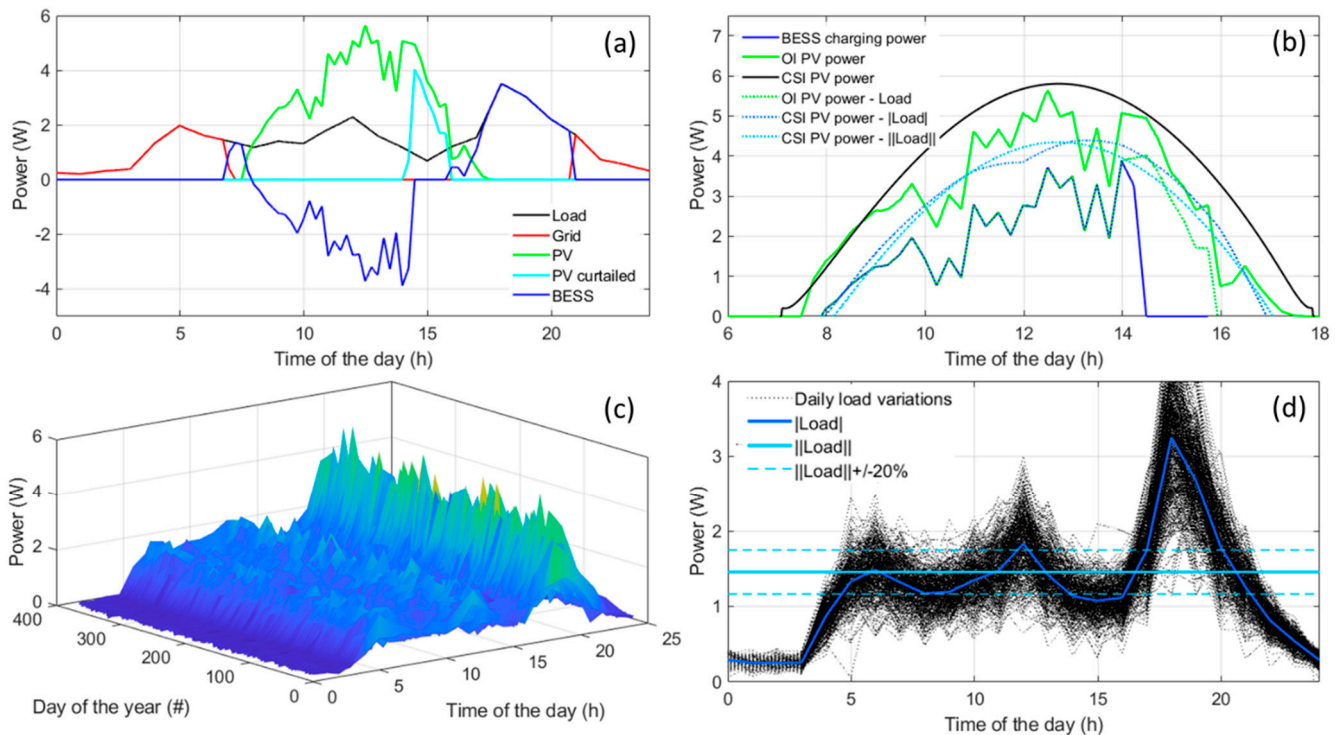 (a)
Power (W)
6
4
2
0
-2
-4
Load
Grid
PV
PV curtailed
BESS
0 5 10 15 20
Time of the day (h)
(b)
Power (W)
7
6
5
4
3
2
1
0
BESS charging power
OI PV power
CSI PV power
OI PV power - Load
CSI PV power - |Load|
CSI PV power - ||Load||
6 8 10 12 14 16 18
Time of the day (h)
(c)
Power (W)
6
4
2
0
400 300 200 100 0
Day of the year (#)
0 5 10 15 20 25
Time of the day (h)
(d)
Power (W)
4
3
2
1
0
Daily load variations
|Load|
||Load||
||Load||+/-20%
0 5 10 15 20
Time of the day (h)